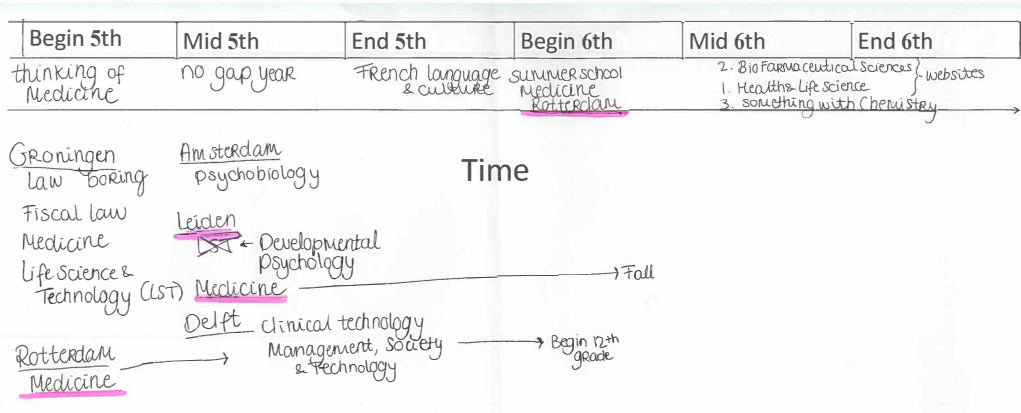 Begin 5th
Mid 5th
End 5th
Begin 6th
Mid 6th
End 6th
thinking of
Medicine
no gap year
French language
& culture
summerschool
Medicine
Rotterdam
2. BioFarmaceutical Sciences
1. Health & Life Science
3. something with Chemistry
websites
Groningen
Law boring
Fiscal law
Medicine
Life Science &
Technology (LST)
Rotterdam
Medicine
Amsterdam
psychobiology
Time
Leiden
LST ← Developmental
Psychology
Medicine
Fall
Delft Clinical technology
Management, Society
& Technology
Begin 12th
grade